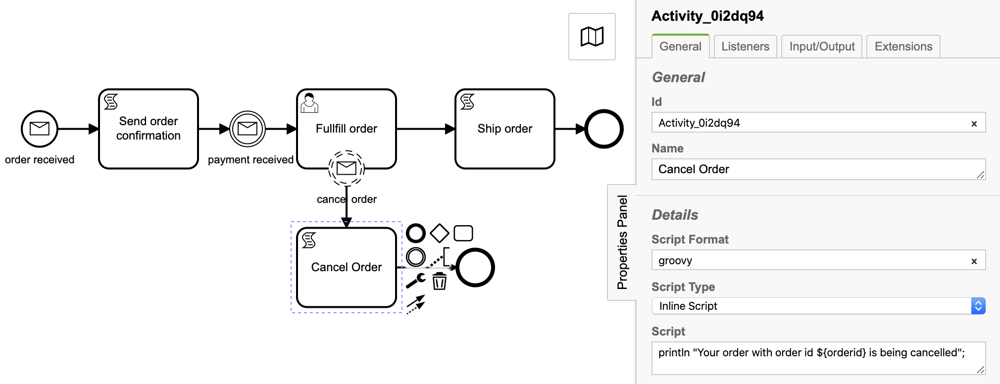 order received
Send order
confirmation
payment received
Fullfill order
cancel order
Ship order
Cancel Order
Properties Panel
Activity_0i2dq94
General
Listeners
Input/Output
Extensions
General
Id
Activity_0i2dq94
x
Name
Cancel Order
Details
Script Format
groovy
x
Script Type
Inline Script
Script
println "Your order with order id ${orderid} is being cancelled";